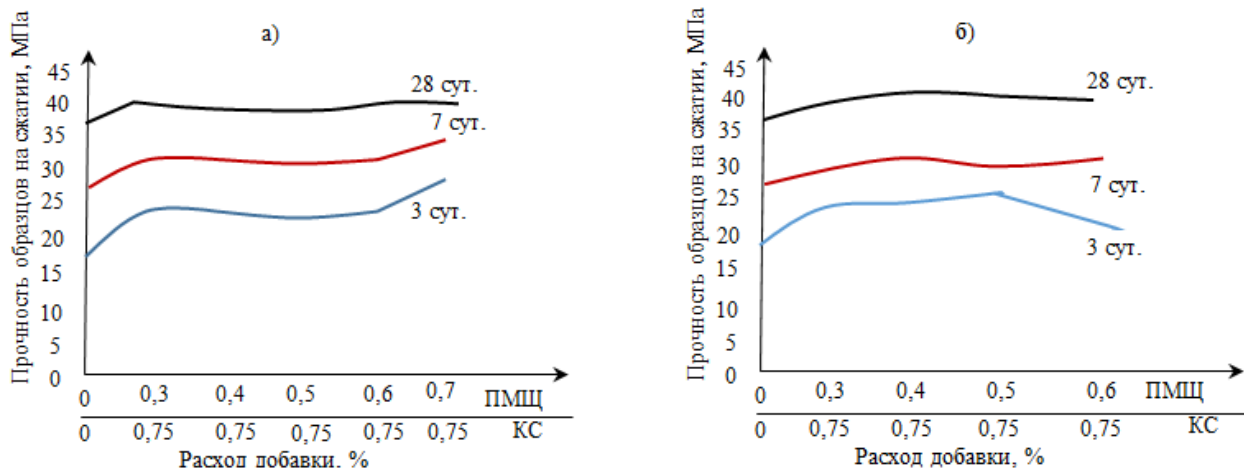 а)
Прочность образцов на сжатии, МПа
45
40
35
30
25
20
15
10
5
0
28 сут.
7 сут.
3 сут.
0 0,3 0,4 0,5 0,6 0,7 ПМЩ
0 0,75 0,75 0,75 0,75 0,75 КС
Расход добавки, %
б)
Прочность образцов на сжатии, МПа
45
40
35
30
25
20
15
10
5
0
28 сут.
7 сут.
3 сут.
0 0,3 0,4 0,5 0,6 ПМЩ
0 0,75 0,75 0,75 0,75 КС
Расход добавки, %